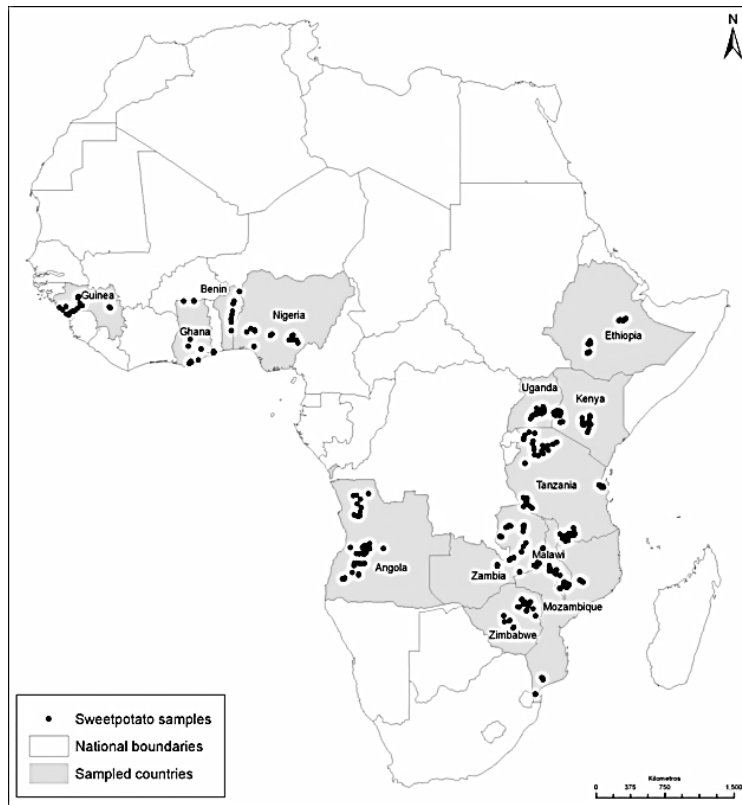 N
Guinea
Benin
Nigeria
Ghana
Ethiopia
Uganda
Kenya
Tanzania
Malawi
Zambia
Angola
Mozambique
Zimbabwe
Sweetpotato samples
National boundaries
Sampled countries
Kilometros
0 375 750 1,500